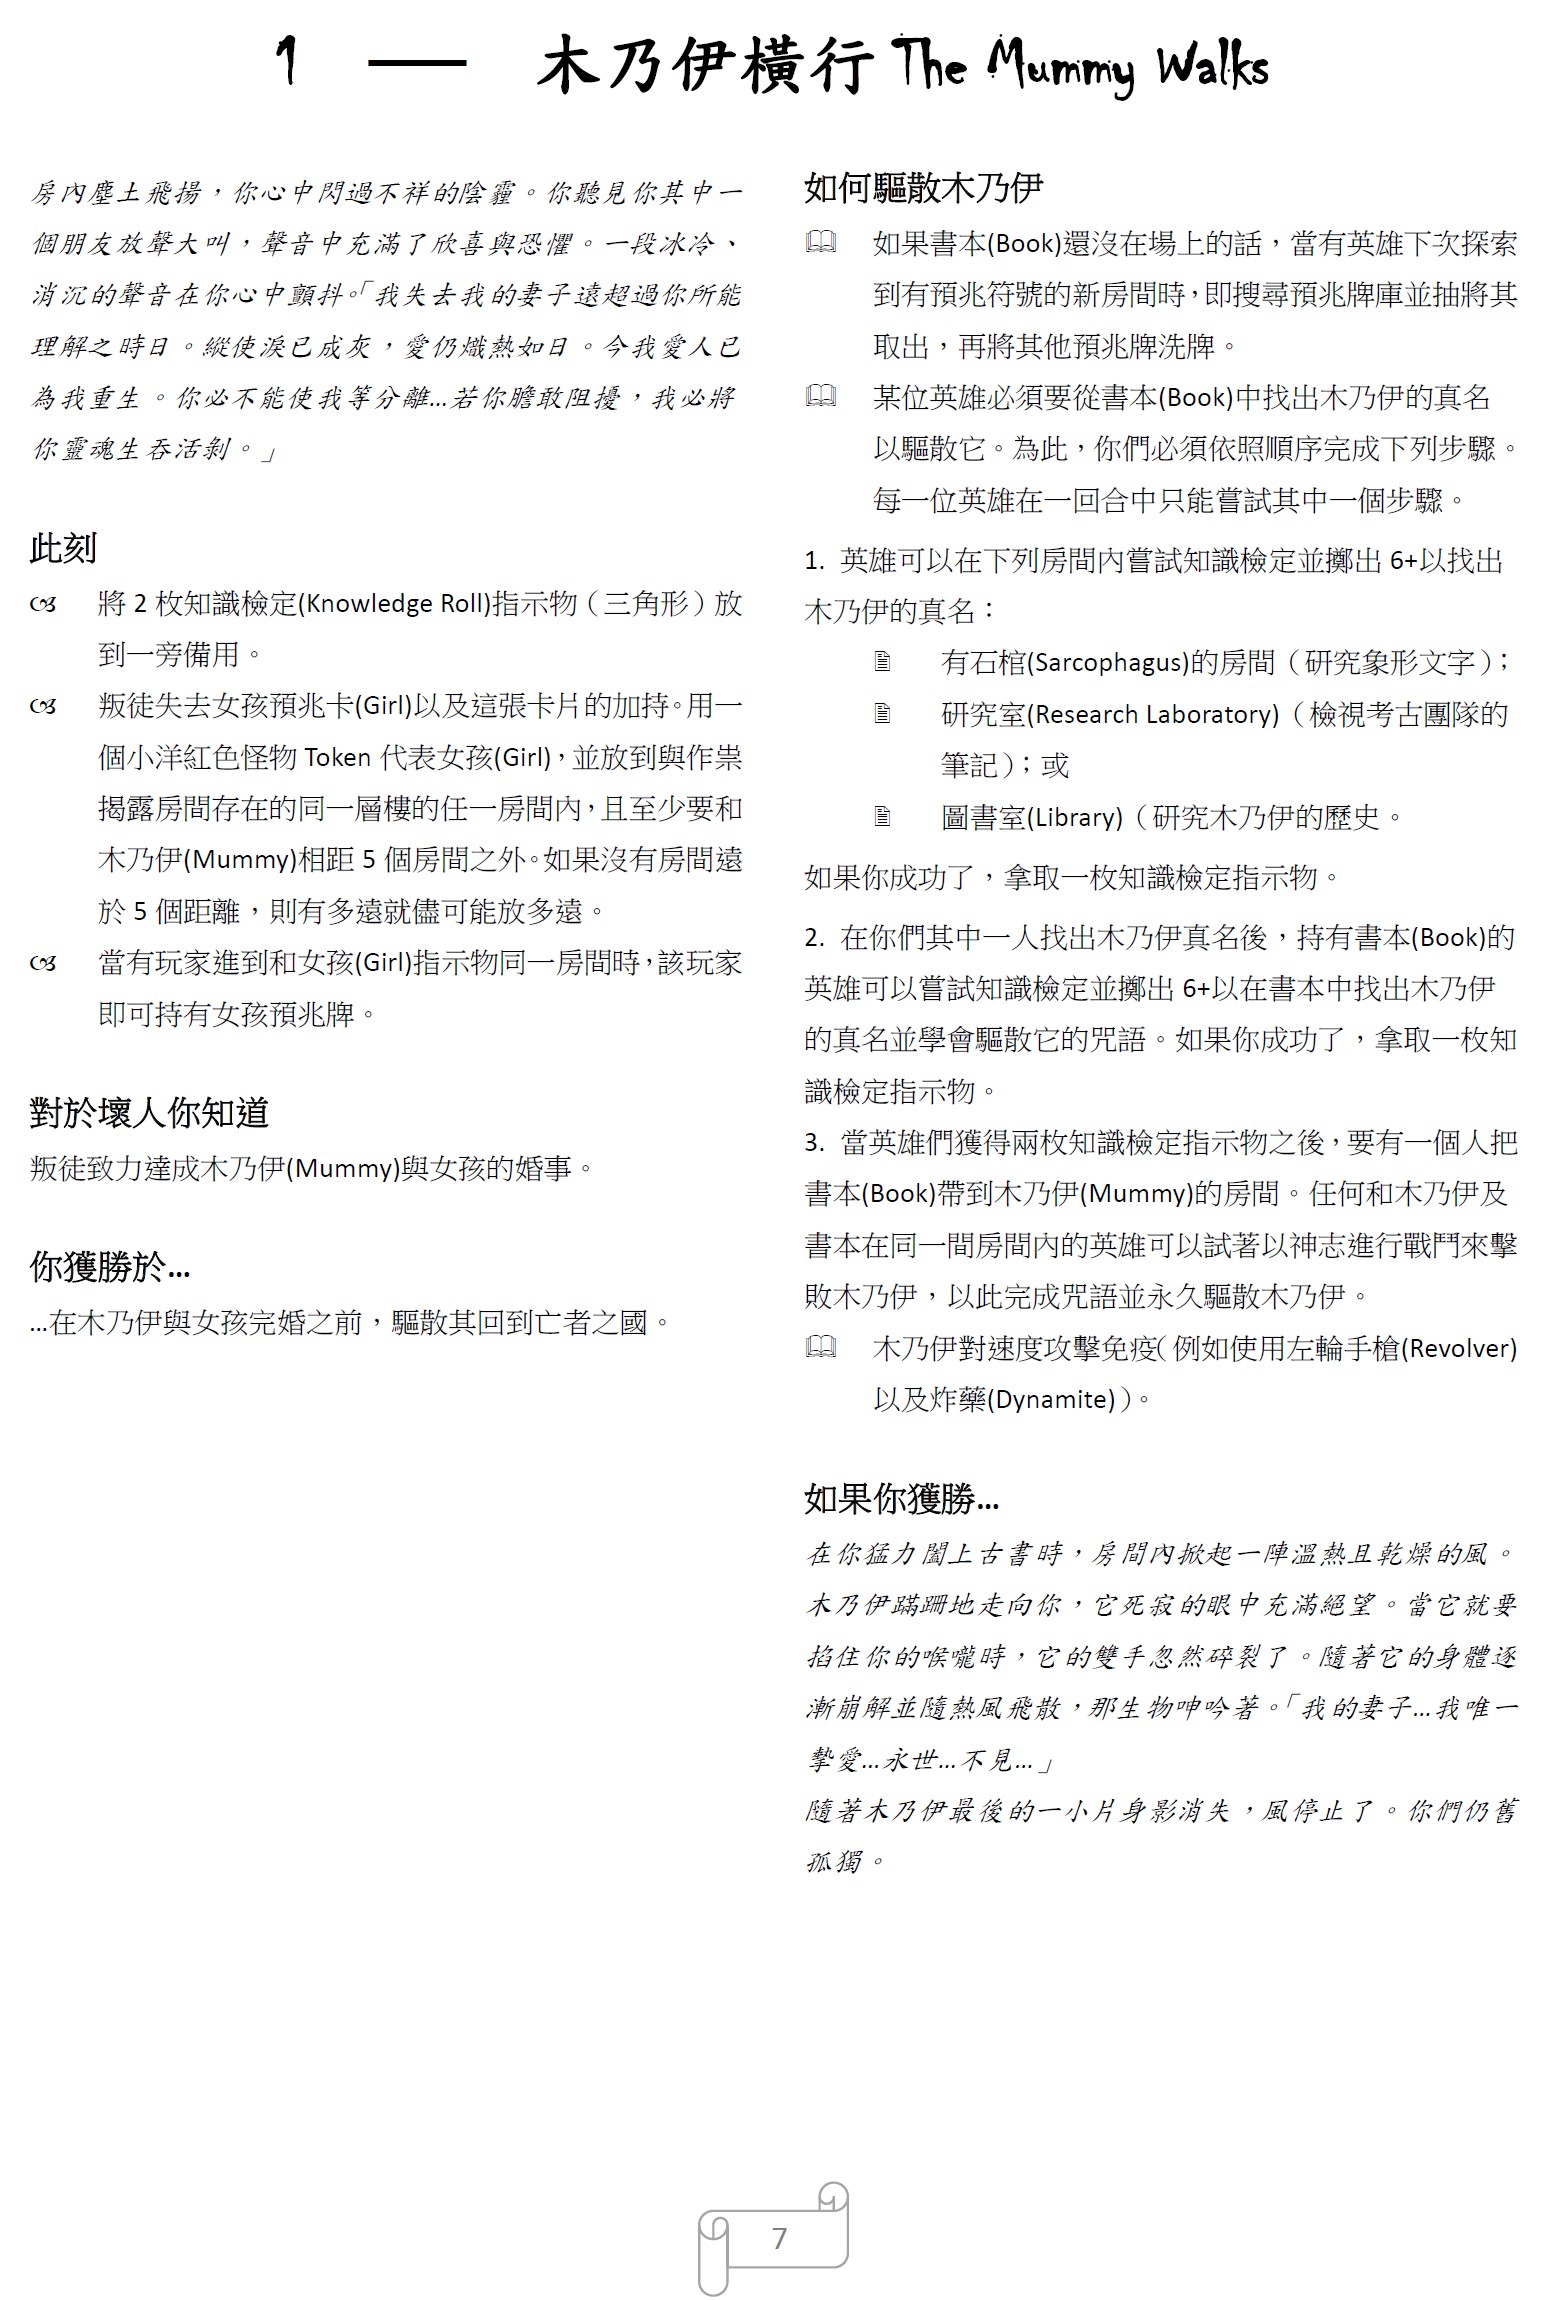 1 — 木乃伊橫行 The Mummy Walks
房內塵土飛揚，你心中閃過不祥的陰霾。你聽見你其中一
個朋友放聲大叫，聲音中充滿了欣喜與恐懼。一段冰冷、
消沉的聲音在你心中顫抖。「我失去我的妻子遠超過你所能
理解之時日。縱使淚已成灰，愛仍熾熱如日。今我愛人已
為我重生。你必不能使我等分離…若你膽敢阻擾，我必將
你靈魂生吞活剝。」
此刻
將 2 枚知識檢定(Knowledge Roll)指示物（三角形）放
到一旁備用。
叛徒失去女孩預兆卡(Girl)以及這張卡片的加持。用一
個小洋紅色怪物 Token 代表女孩(Girl)，並放到與作祟
揭露房間存在的同一層樓的任一房間內，且至少要和
木乃伊(Mummy)相距 5 個房間之外。如果沒有房間遠
於 5 個距離，則有多遠就儘可能放多遠。
當有玩家進到和女孩(Girl)指示物同一房間時，該玩家
即可持有女孩預兆牌。
對於壞人你知道
叛徒致力達成木乃伊(Mummy)與女孩的婚事。
你獲勝於…
…在木乃伊與女孩完婚之前，驅散其回到亡者之國。
如何驅散木乃伊
如果書本(Book)還沒在場上的話，當有英雄下次探索
到有預兆符號的新房間時，即搜尋預兆牌庫並抽將其
取出，再將其他預兆牌洗牌。
某位英雄必須要從書本(Book)中找出木乃伊的真名
以驅散它。為此，你們必須依照順序完成下列步驟。
每一位英雄在一回合中只能嘗試其中一個步驟。
1. 英雄可以在下列房間內嘗試知識檢定並擲出 6+以找出
木乃伊的真名：
有石棺(Sarcophagus)的房間（研究象形文字）；
研究室(Research Laboratory)（檢視考古團隊的
筆記）；或
圖書室(Library)（研究木乃伊的歷史。
如果你成功了，拿取一枚知識檢定指示物。
2. 在你們其中一人找出木乃伊真名後，持有書本(Book)的
英雄可以嘗試知識檢定並擲出 6+以在書本中找出木乃伊
的真名並學會驅散它的咒語。如果你成功了，拿取一枚知
識檢定指示物。
3. 當英雄們獲得兩枚知識檢定指示物之後，要有一個人把
書本(Book)帶到木乃伊(Mummy)的房間。任何和木乃伊及
書本在同一間房間內的英雄可以試著以神志進行戰鬥來擊
敗木乃伊，以此完成咒語並永久驅散木乃伊。
木乃伊對速度攻擊免疫（例如使用左輪手槍(Revolver)
以及炸藥(Dynamite)）。
如果你獲勝…
在你猛力闔上古書時，房間內掀起一陣溫熱且乾燥的風。
木乃伊蹣跚地走向你，它死寂的眼中充滿絕望。當它就要
掐住你的喉嚨時，它的雙手忽然碎裂了。隨著它的身體逐
漸崩解並隨熱風飛散，那生物呻吟著。「我的妻子…我唯一
摯愛…永世…不見…」
隨著木乃伊最後的一小片身影消失，風停止了。你們仍舊
孤獨。
7